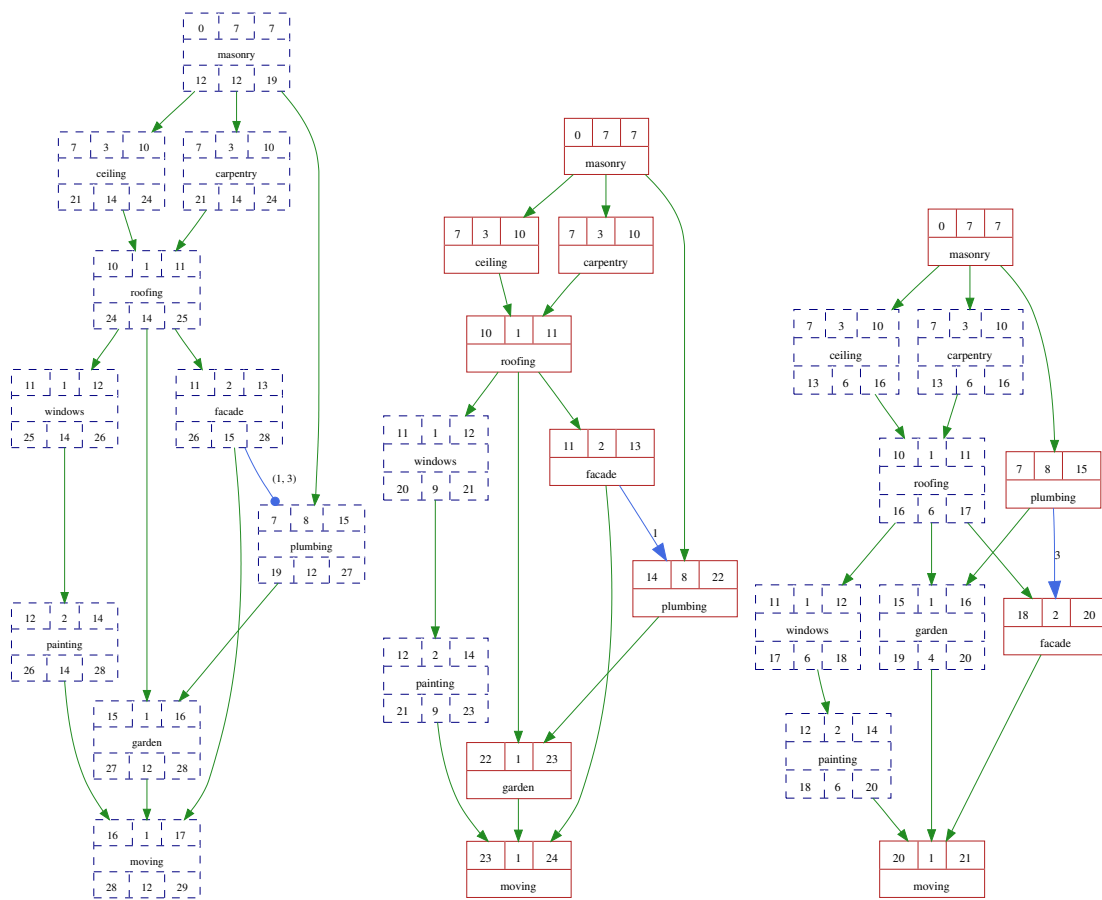 0 7 7
masonry
12 12 19
7 3 10
ceiling
21 14 24
7 3 10
carpentry
21 14 24
10 1 11
roofing
24 14 25
11 1 12
windows
25 14 26
11 2 13
facade
26 15 28
(1, 3)
7 8 15
plumbing
19 12 27
12 2 14
painting
26 14 28
15 1 16
garden
27 12 28
16 1 17
moving
28 12 29
0 7 7
masonry
7 3 10
ceiling
7 3 10
carpentry
10 1 11
roofing
11 1 12
windows
20 9 21
11 2 13
facade
1
14 8 22
plumbing
12 2 14
painting
21 9 23
22 1 23
garden
23 1 24
moving
0 7 7
masonry
7 3 10
ceiling
13 6 16
7 3 10
carpentry
13 6 16
10 1 11
roofing
16 6 17
7 8 15
plumbing
3
11 1 12
windows
17 6 18
15 1 16
garden
19 4 20
18 2 20
facade
12 2 14
painting
18 6 20
20 1 21
moving